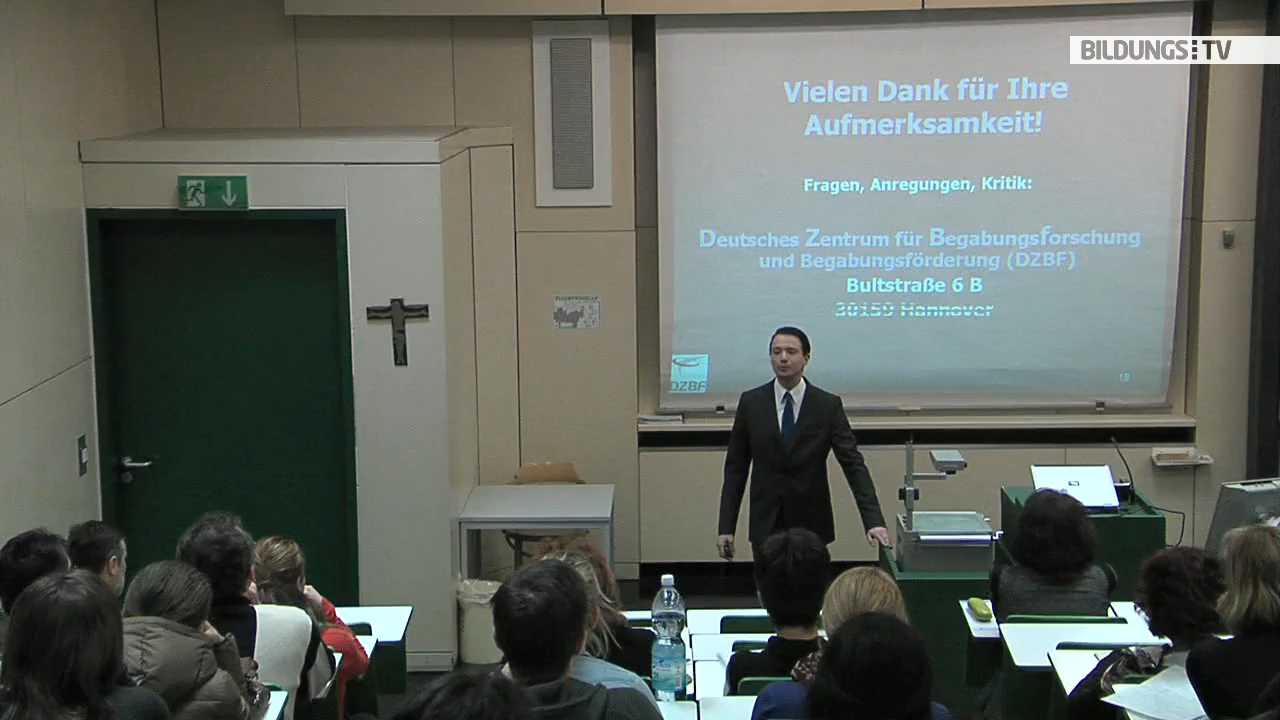 BILDUNGS TV
Vielen Dank für Ihre
Aufmerksamkeit!
Fragen, Anregungen, Kritik:
Deutsches Zentrum für Begabungsforschung
und Begabungsförderung (DZBF)
Bultstraße 6 B
30159 Hannover
DZBF
19